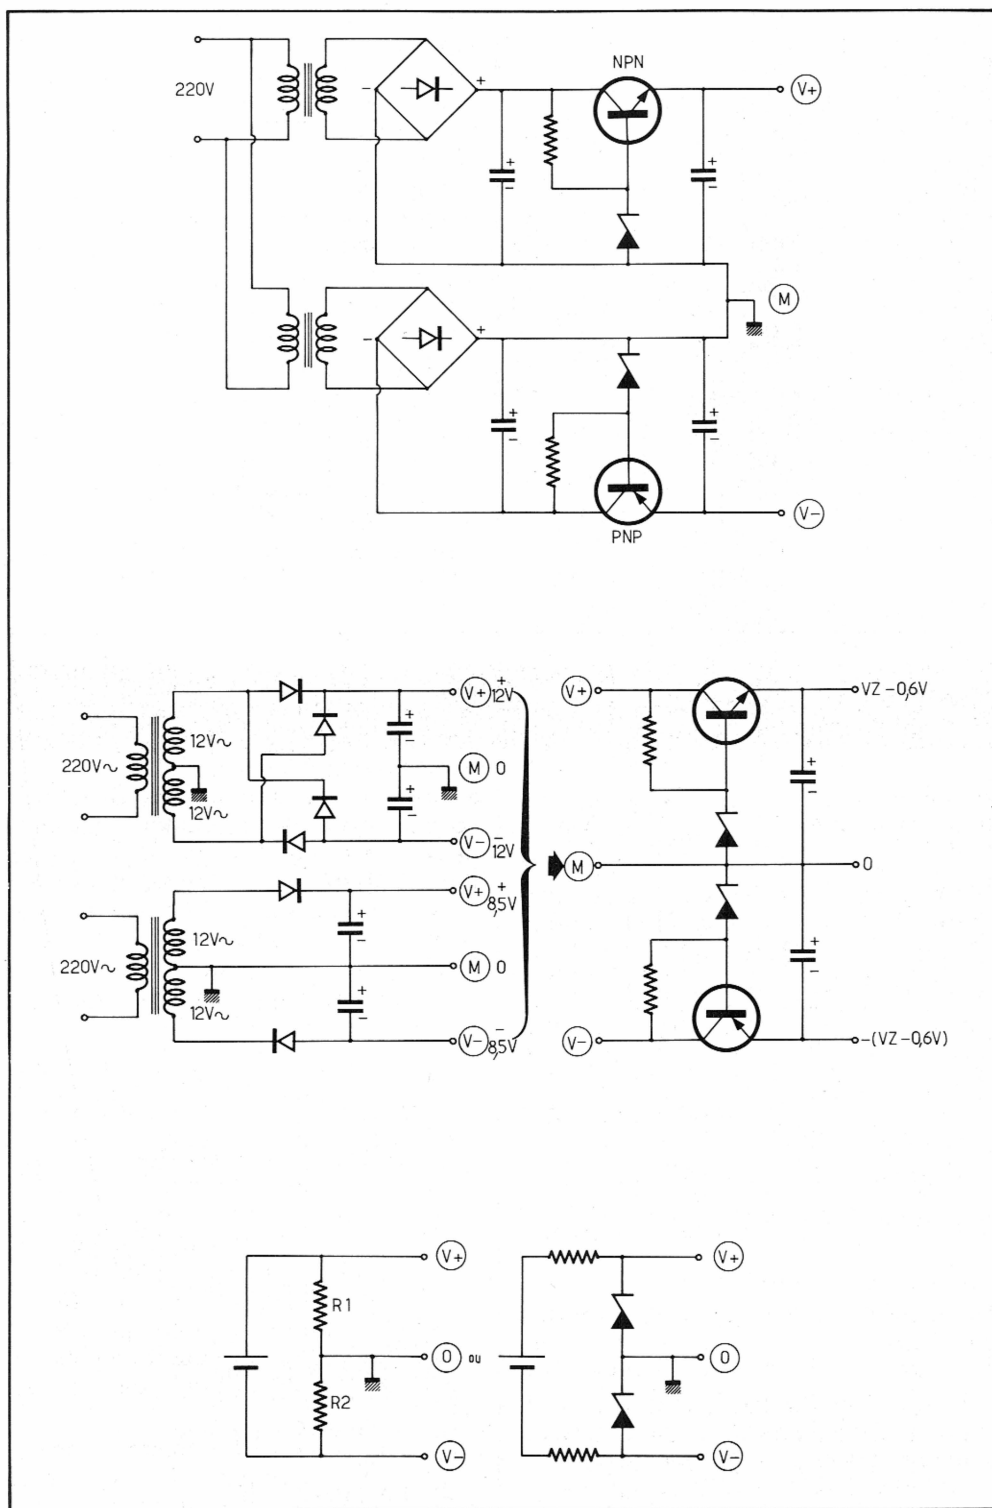 NPN
220V
V+
- +
+
-
+
-
M
- +
+
-
+
-
PNP
V-
V+ + 12V
12V~
+
-
220V~
M 0
12V~
+
-
V- - 12V
V+ + 8,5V
12V~
+
-
220V~
M 0
12V~
+
-
V- - 8,5V
V+
VZ -0,6V
+
-
M
0
+
-
V-
-(VZ -0,6V)
V+
R1
0 ou
R2
V-
V+
0
V-